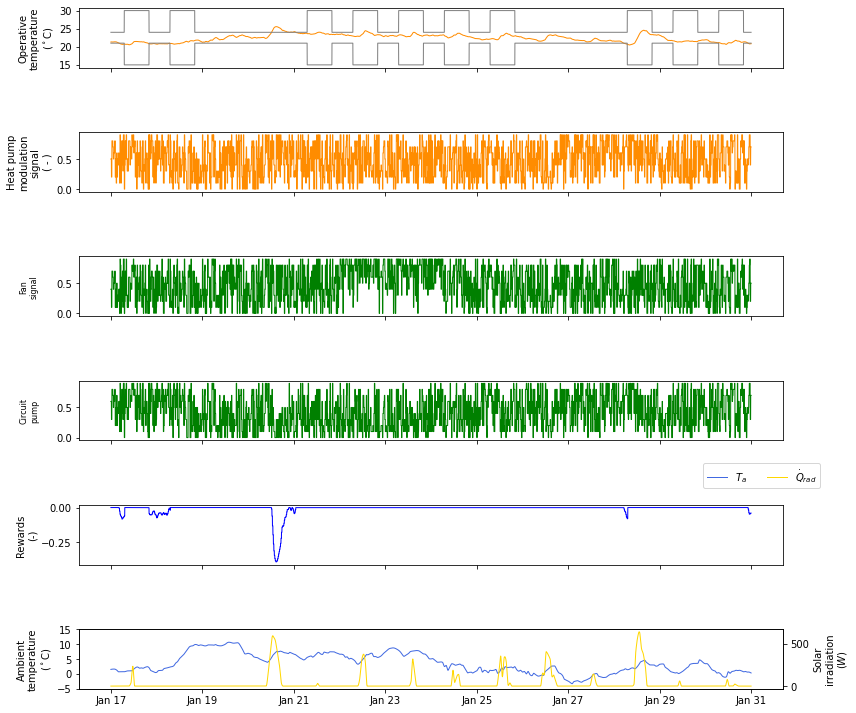 Operative
temperature
(°C)
30
25
20
15
Heat pump
modulation
signal
( - )
0.5
0.0
Fan
signal
0.5
0.0
Circuit
pump
0.5
0.0
T_a
Q̇_rad
Rewards
(-)
0.00
−0.25
Ambient
temperature
(°C)
15
10
5
0
−5
500
0
Solar
irradiation
(W)
Jan 17
Jan 19
Jan 21
Jan 23
Jan 25
Jan 27
Jan 29
Jan 31